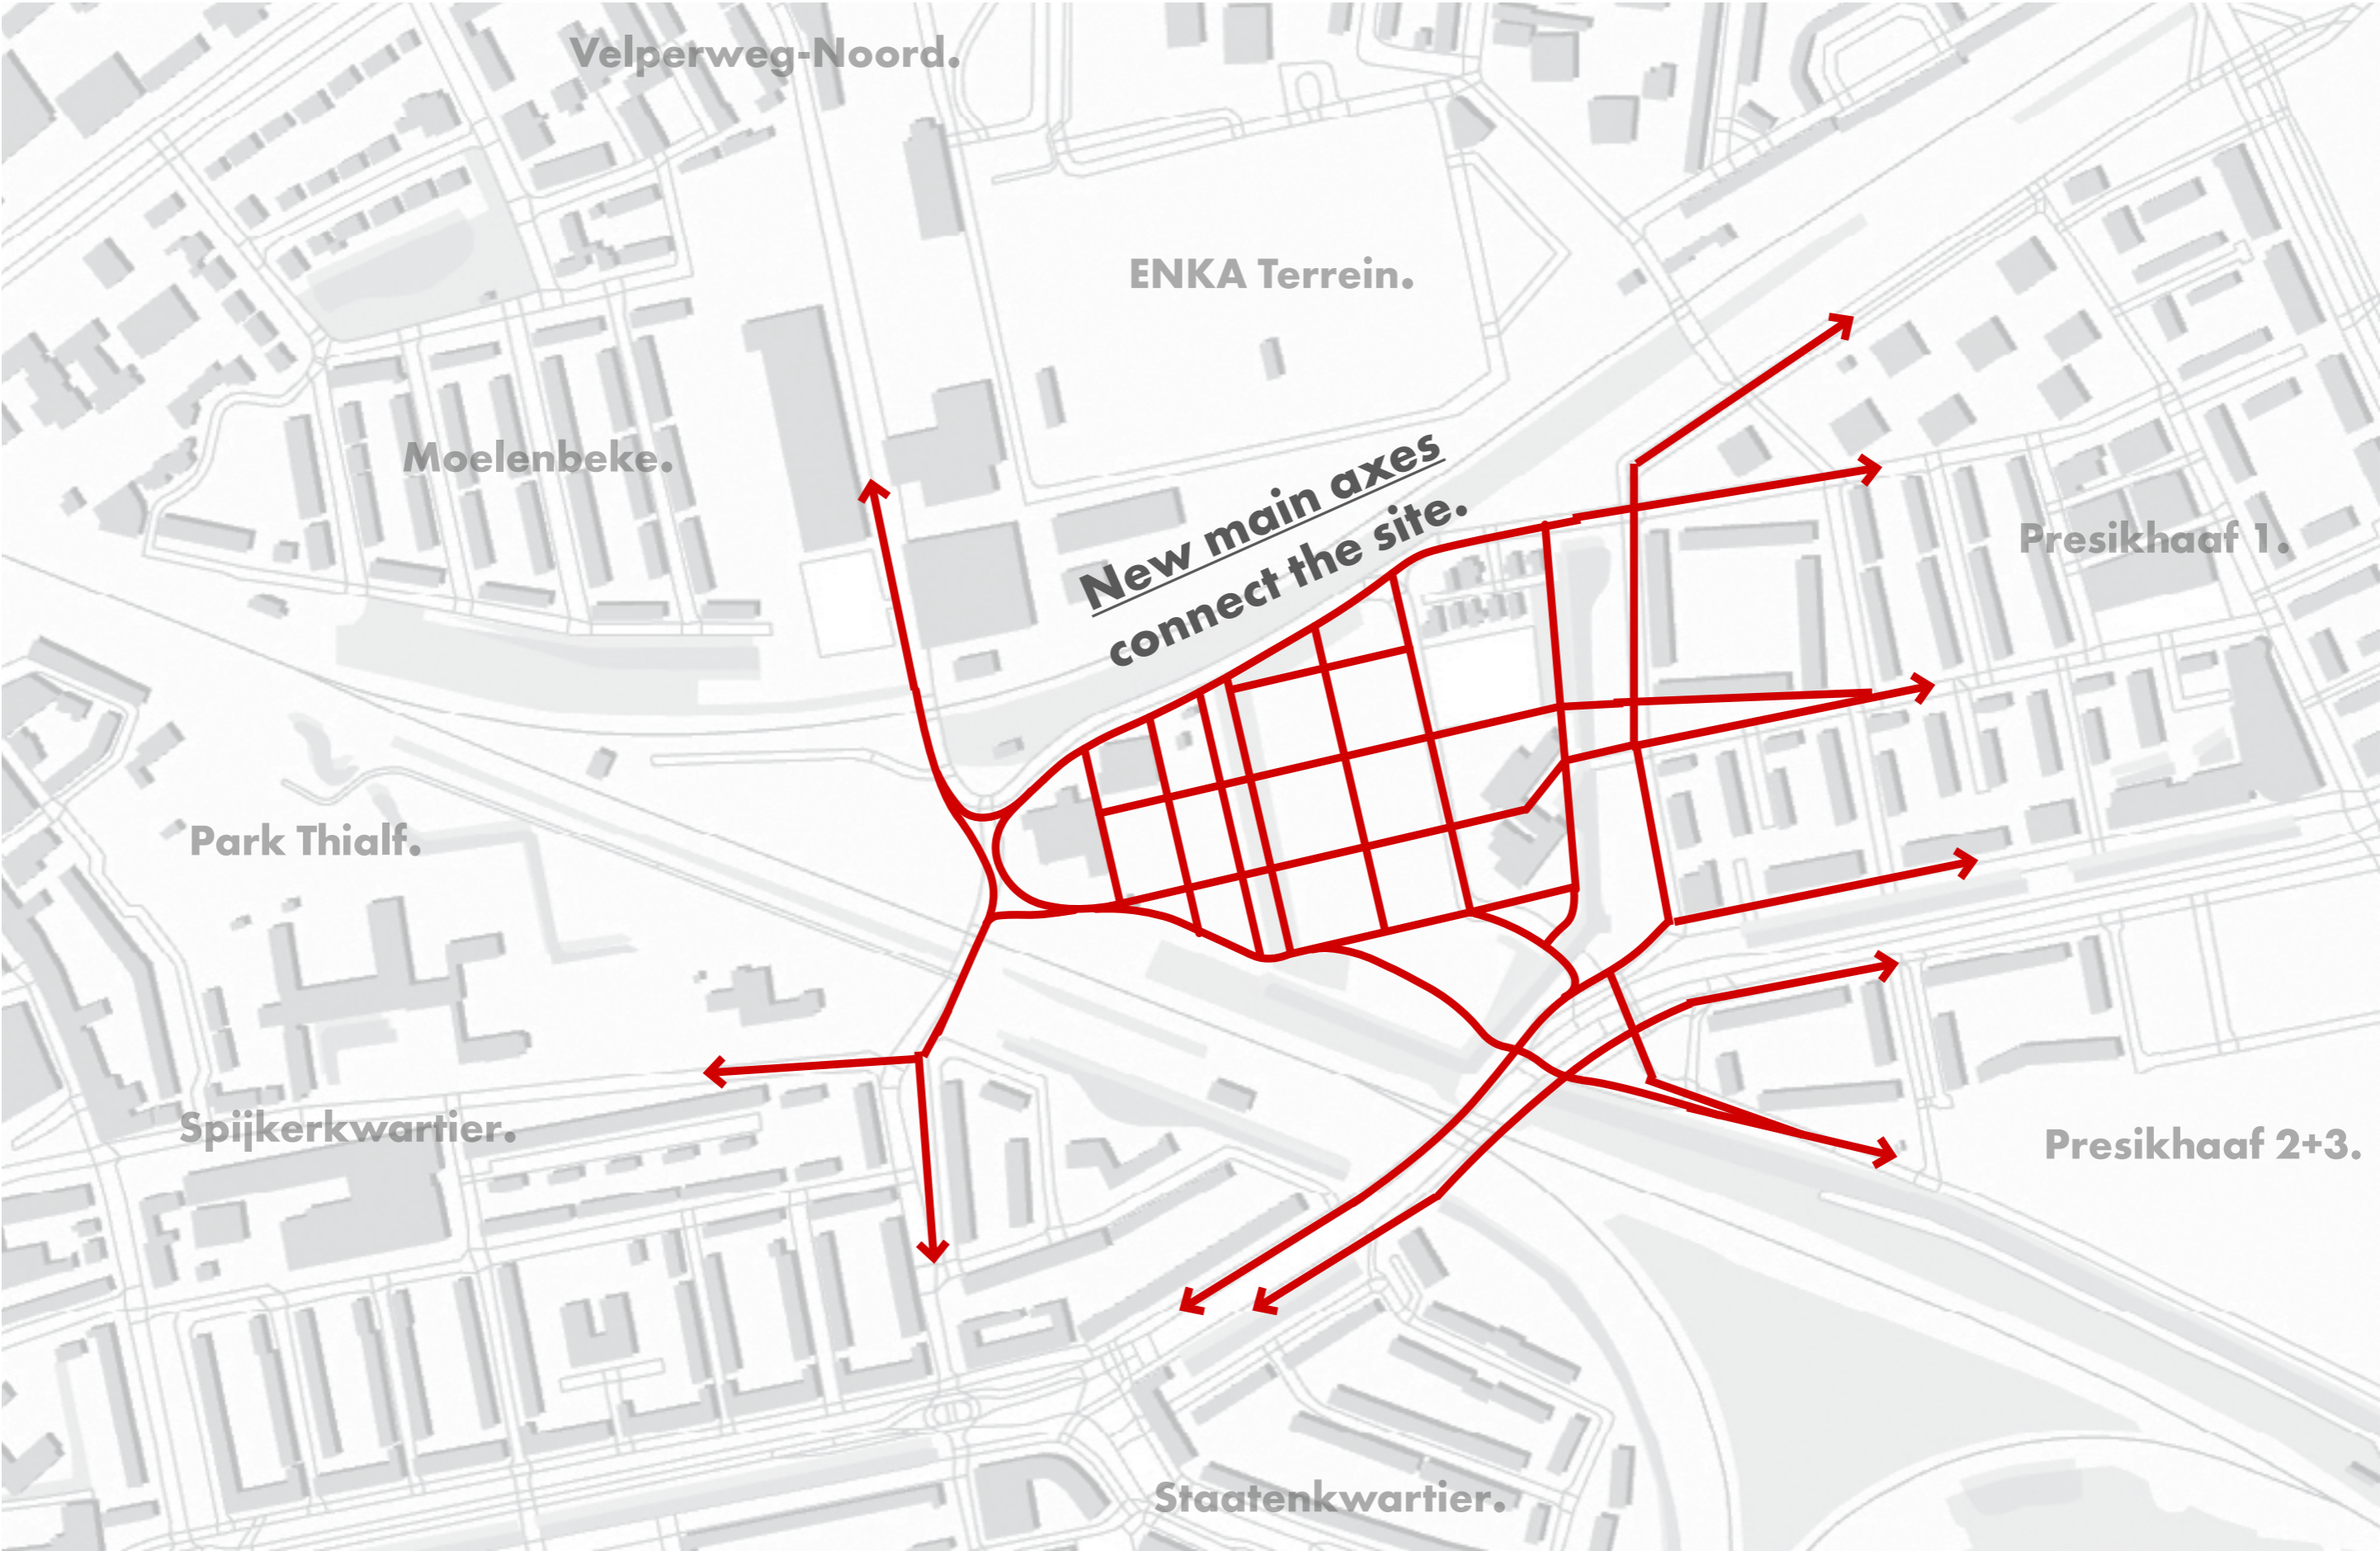 Velperweg-Noord.
ENKA Terrein.
New main axes
connect the site.
Moelenbeke.
Presikhaaf 1.
Park Thialf.
Spijkerkwartier.
Presikhaaf 2+3.
Staatenkwartier.